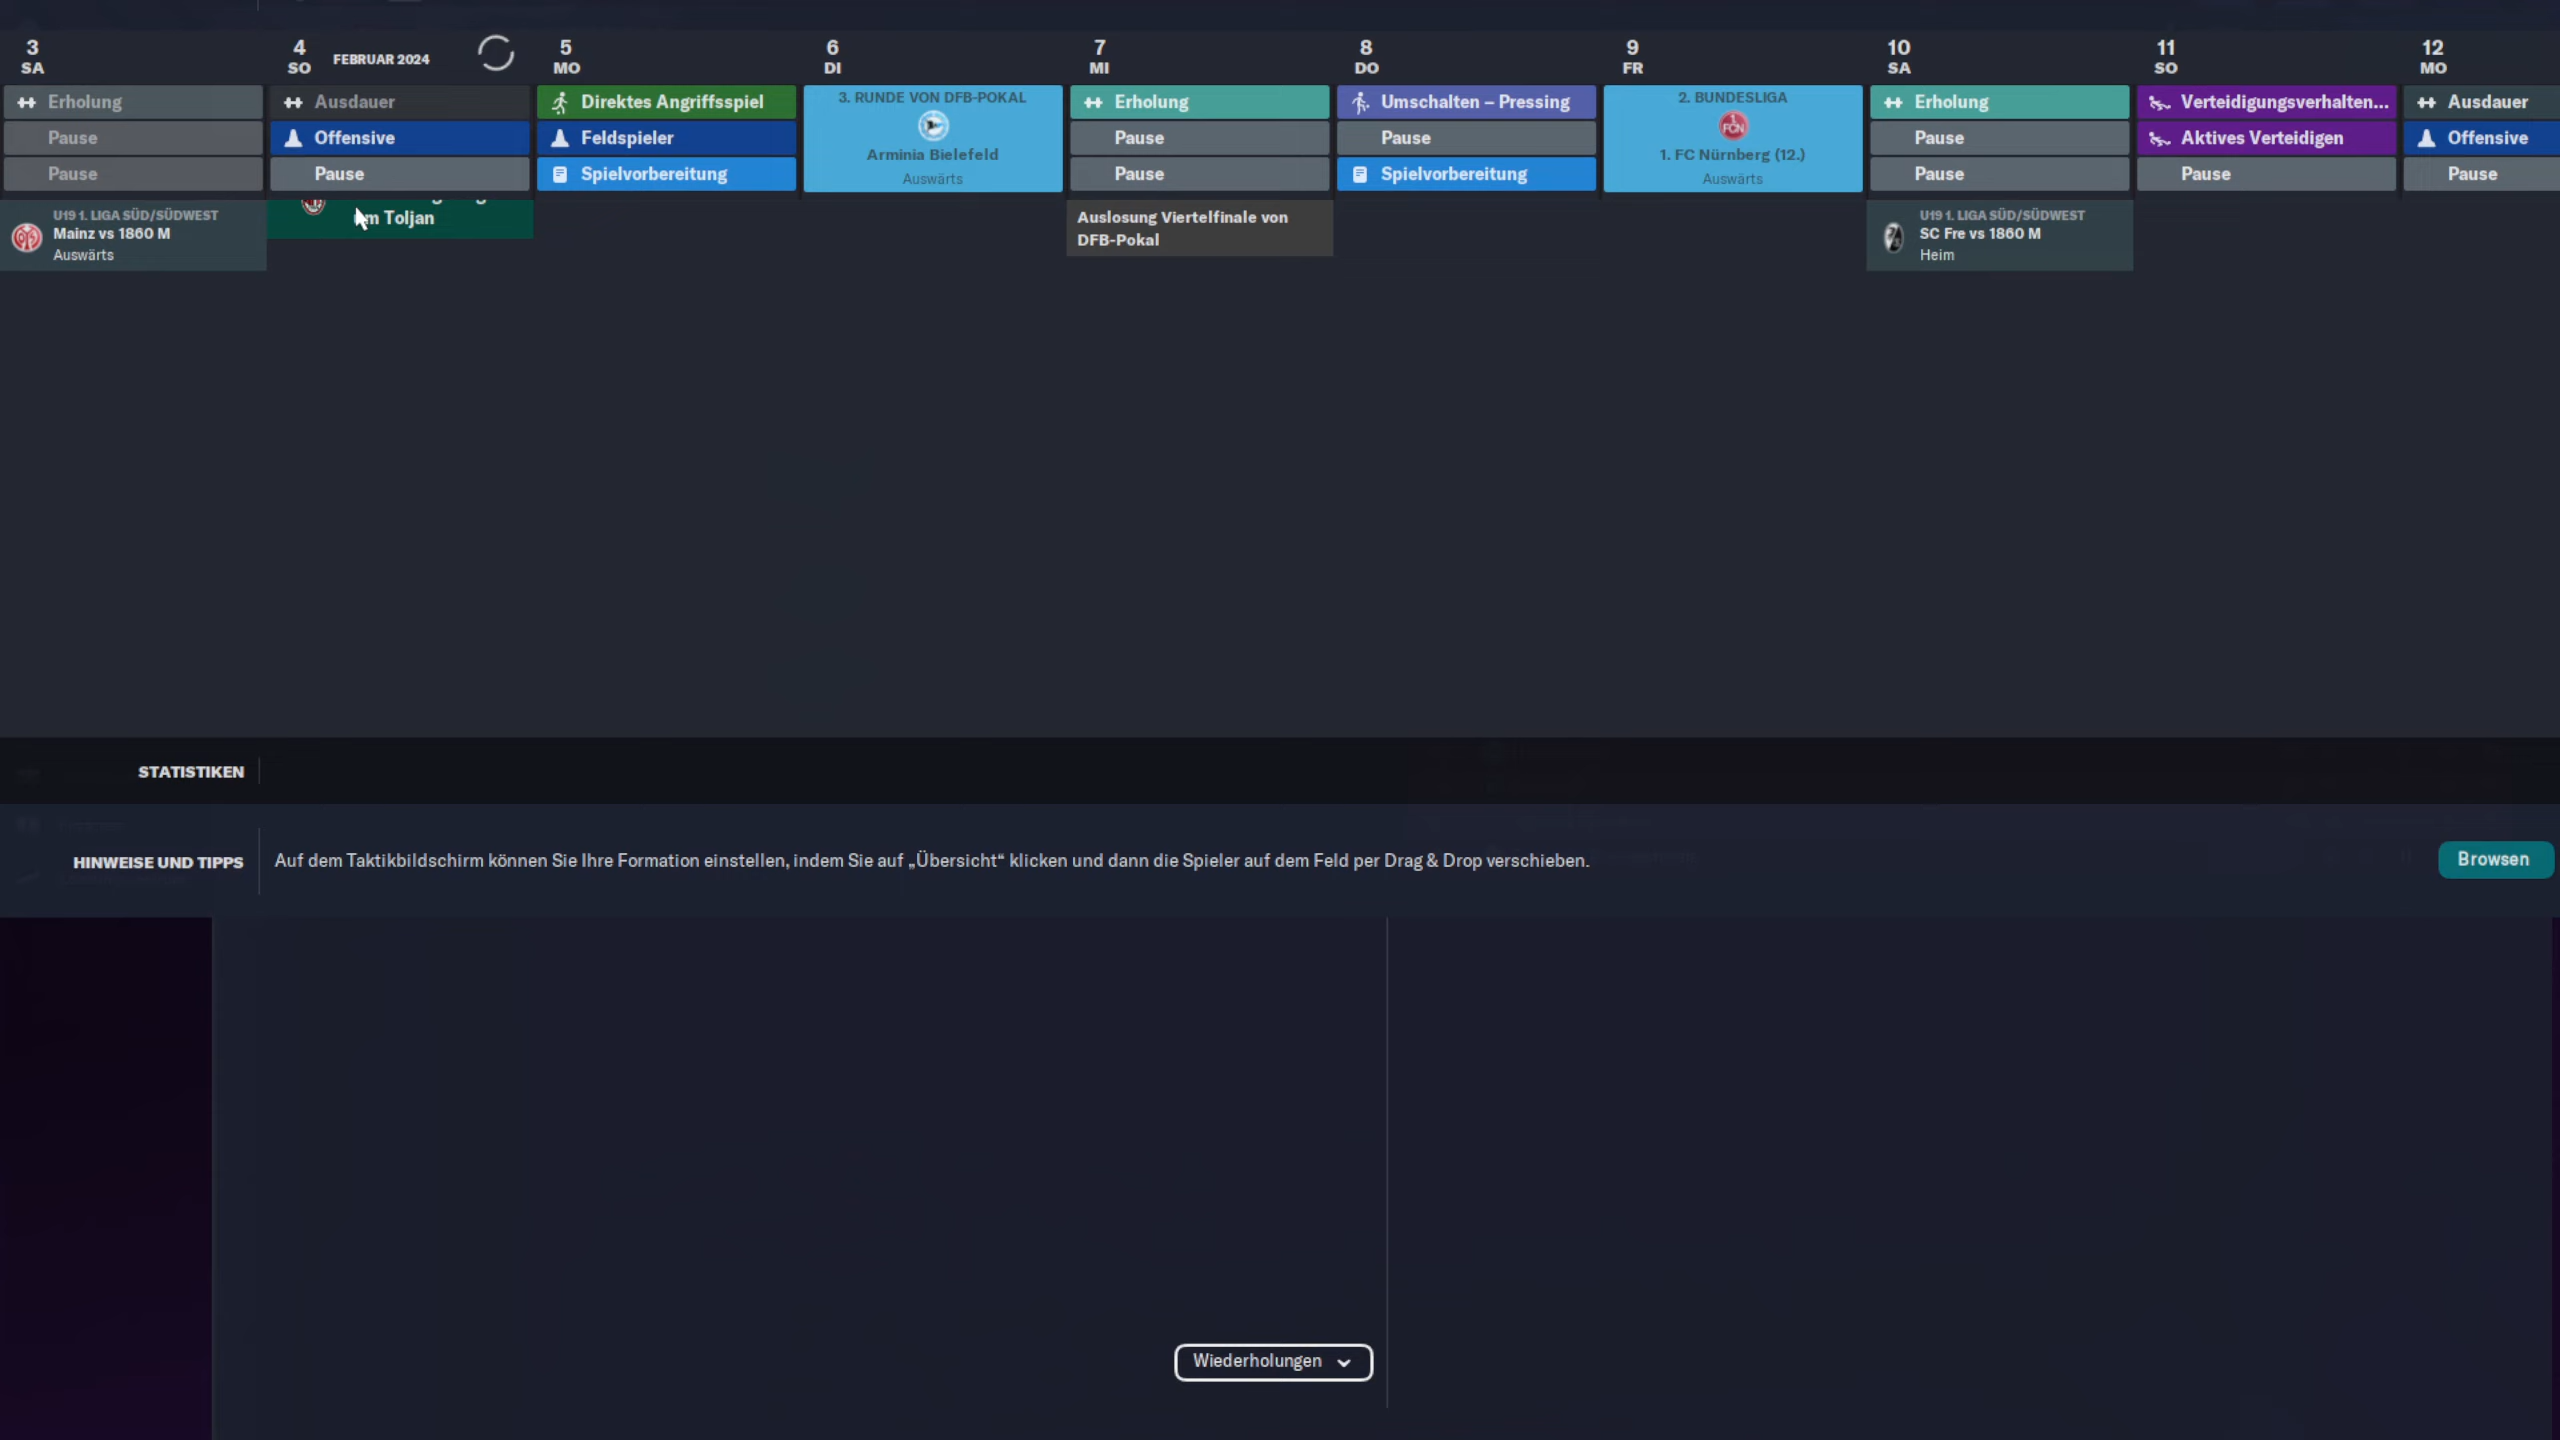 3
SA
4
SO
FEBRUAR 2024
5
MO
6
DI
7
MI
8
DO
9
FR
10
SA
11
SO
12
MO
Erholung
Pause
Pause
U19 1. LIGA SÜD/SÜDWEST
Mainz vs 1860 M
Auswärts
Ausdauer
Offensive
Pause
um Toljan
Direktes Angriffsspiel
Feldspieler
Spielvorbereitung
3. RUNDE VON DFB-POKAL
Arminia Bielefeld
Auswärts
Erholung
Pause
Pause
Auslosung Viertelfinale von
DFB-Pokal
Umschalten – Pressing
Pause
Spielvorbereitung
2. BUNDESLIGA
1. FC Nürnberg (12.)
Auswärts
Erholung
Pause
Pause
U19 1. LIGA SÜD/SÜDWEST
SC Fre vs 1860 M
Heim
Verteidigungsverhalten...
Aktives Verteidigen
Pause
Ausdauer
Offensive
Pause
STATISTIKEN
HINWEISE UND TIPPS
Auf dem Taktikbildschirm können Sie Ihre Formation einstellen, indem Sie auf „Übersicht“ klicken und dann die Spieler auf dem Feld per Drag & Drop verschieben.
Browsen
Wiederholungen